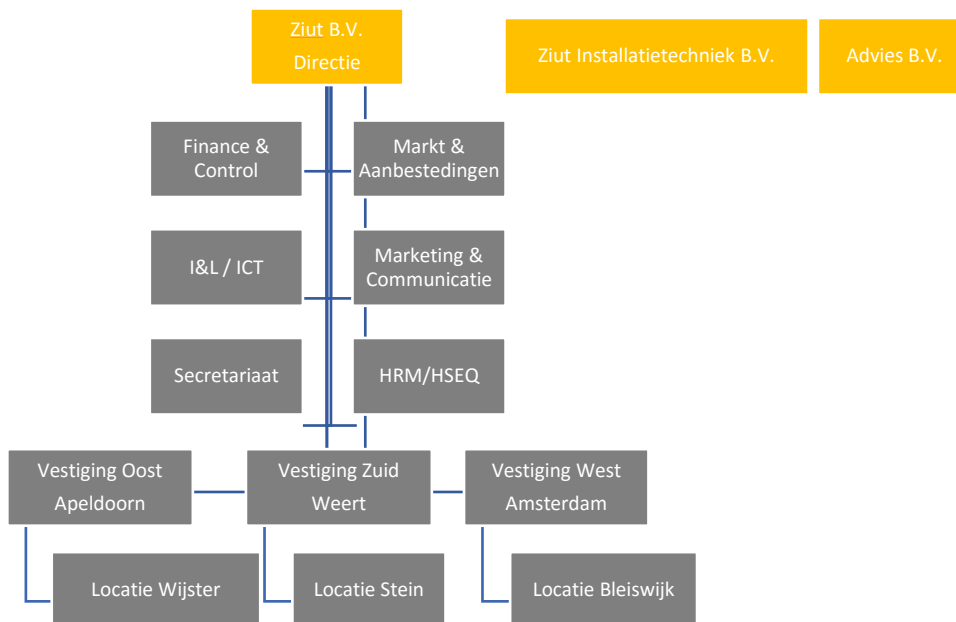 Ziut B.V.
Directie
Ziut Installatietechniek B.V.
Advies B.V.
Finance &
Control
Markt &
Aanbestedingen
I&L / ICT
Marketing &
Communicatie
Secretariaat
HRM/HSEQ
Vestiging Oost
Apeldoorn
Vestiging Zuid
Weert
Vestiging West
Amsterdam
Locatie Wijster
Locatie Stein
Locatie Bleiswijk